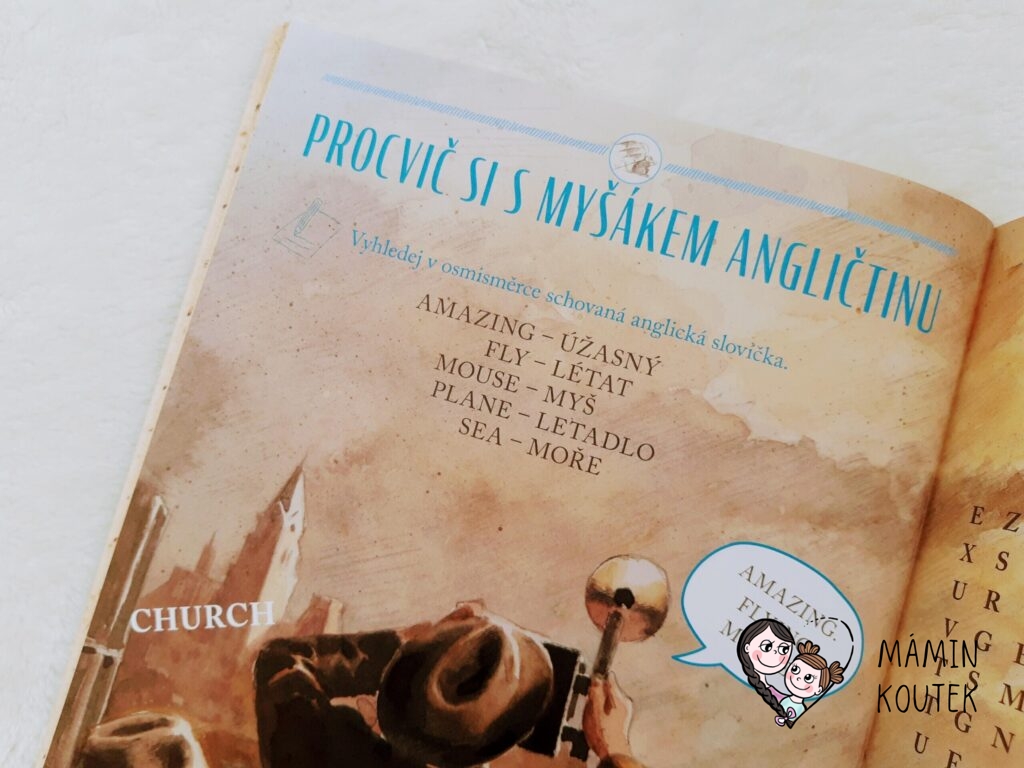 PROCVIČ SI S MYŠÁKEM ANGLIČTINU
Vyhledej v osmisměrce schovaná anglická slovíčka.
AMAZING – ÚŽASNÝ
FLY – LÉTAT
MOUSE – MYŠ
PLANE – LETADLO
SEA – MOŘE
CHURCH
AMAZING.
E Z
X S
U R
V G E
T S M
I G N
U E
MÁMIN
KOUTEK